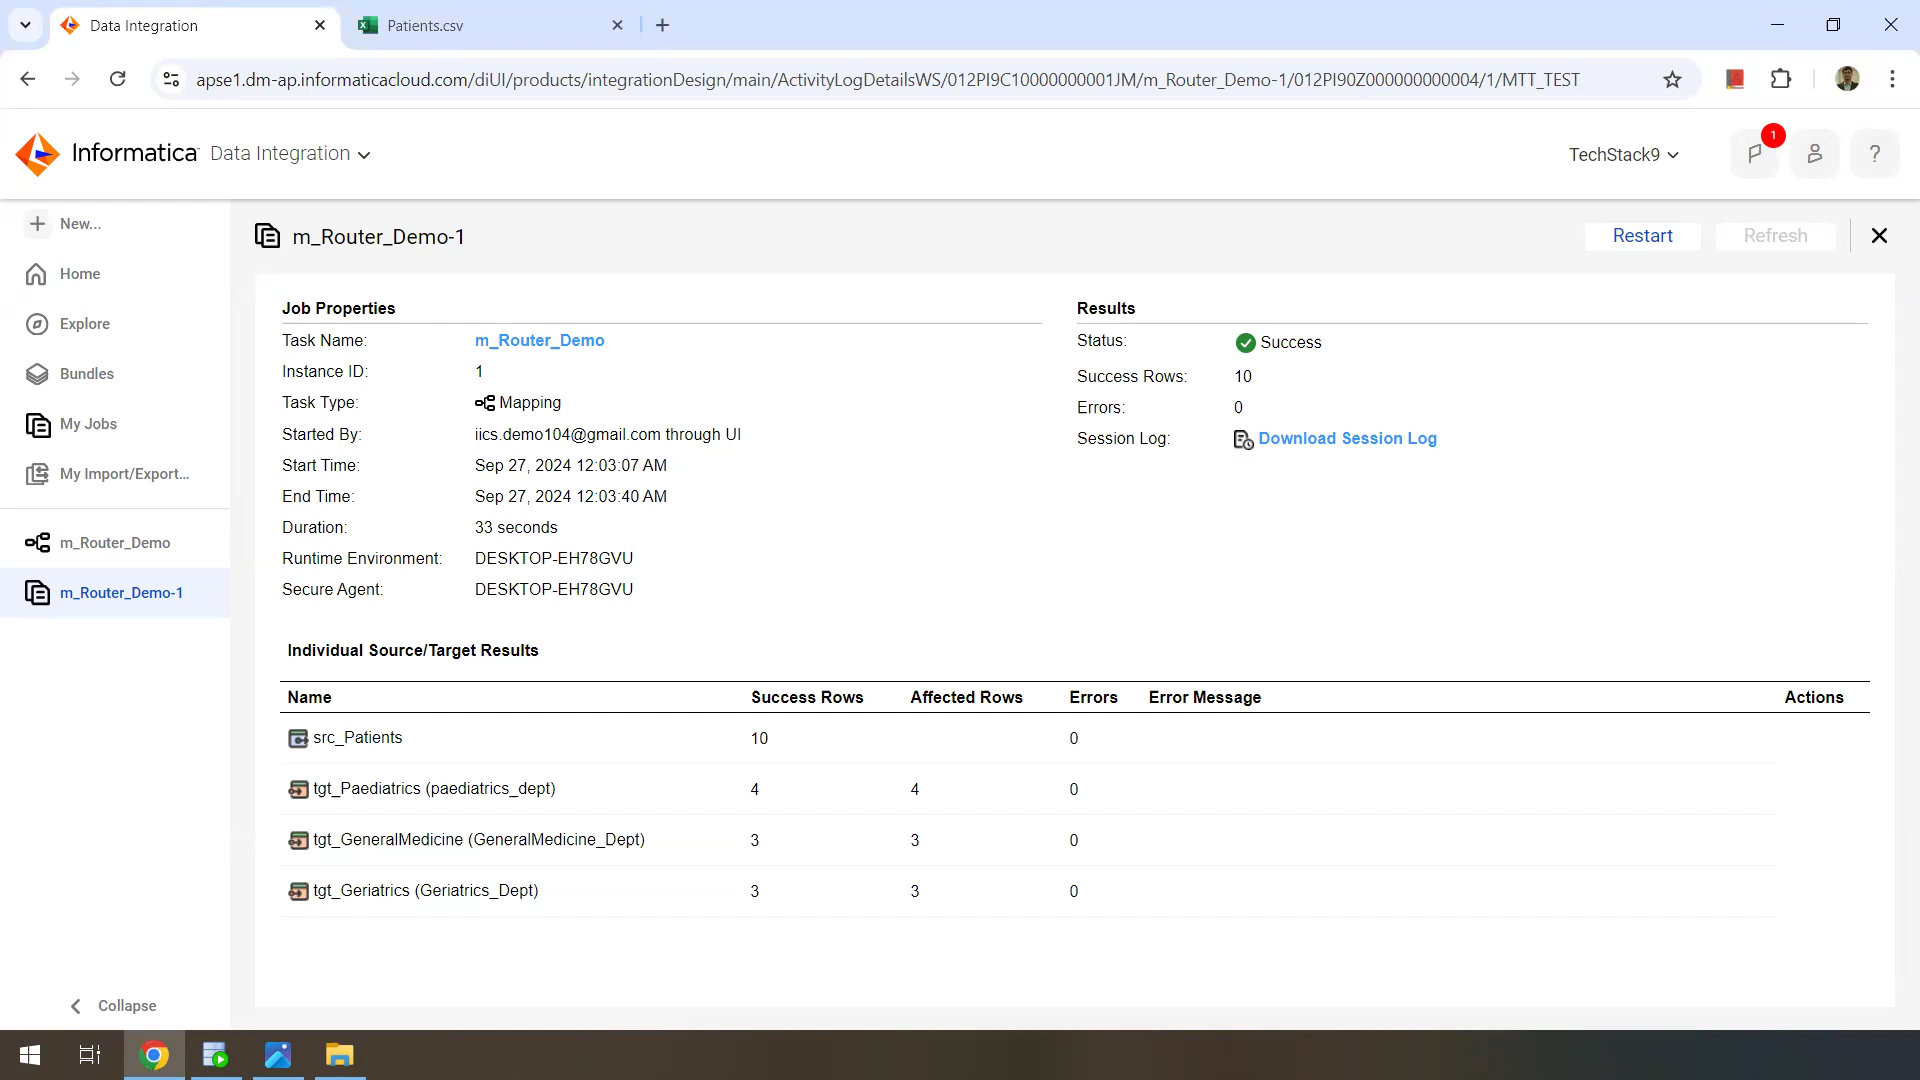 Data Integration
Patients.csv
apse1.dm-ap.informaticacloud.com/diUI/products/integrationDesign/main/ActivityLogDetailsWS/012PI9C10000000001JM/m_Router_Demo-1/012PI90Z000000000004/1/MTT_TEST
Informatica Data Integration
TechStack9
1
?
New...
Home
Explore
Bundles
My Jobs
My Import/Export...
m_Router_Demo
m_Router_Demo-1
Collapse
m_Router_Demo-1
Restart
Refresh
Job Properties
Task Name: m_Router_Demo
Instance ID: 1
Task Type: Mapping
Started By: iics.demo104@gmail.com through UI
Start Time: Sep 27, 2024 12:03:07 AM
End Time: Sep 27, 2024 12:03:40 AM
Duration: 33 seconds
Runtime Environment: DESKTOP-EH78GVU
Secure Agent: DESKTOP-EH78GVU
Results
Status: Success
Success Rows: 10
Errors: 0
Session Log: Download Session Log
Individual Source/Target Results
Name Success Rows Affected Rows Errors Error Message Actions
src_Patients 10 0
tgt_Paediatrics (paediatrics_dept) 4 4 0
tgt_GeneralMedicine (GeneralMedicine_Dept) 3 3 0
tgt_Geriatrics (Geriatrics_Dept) 3 3 0